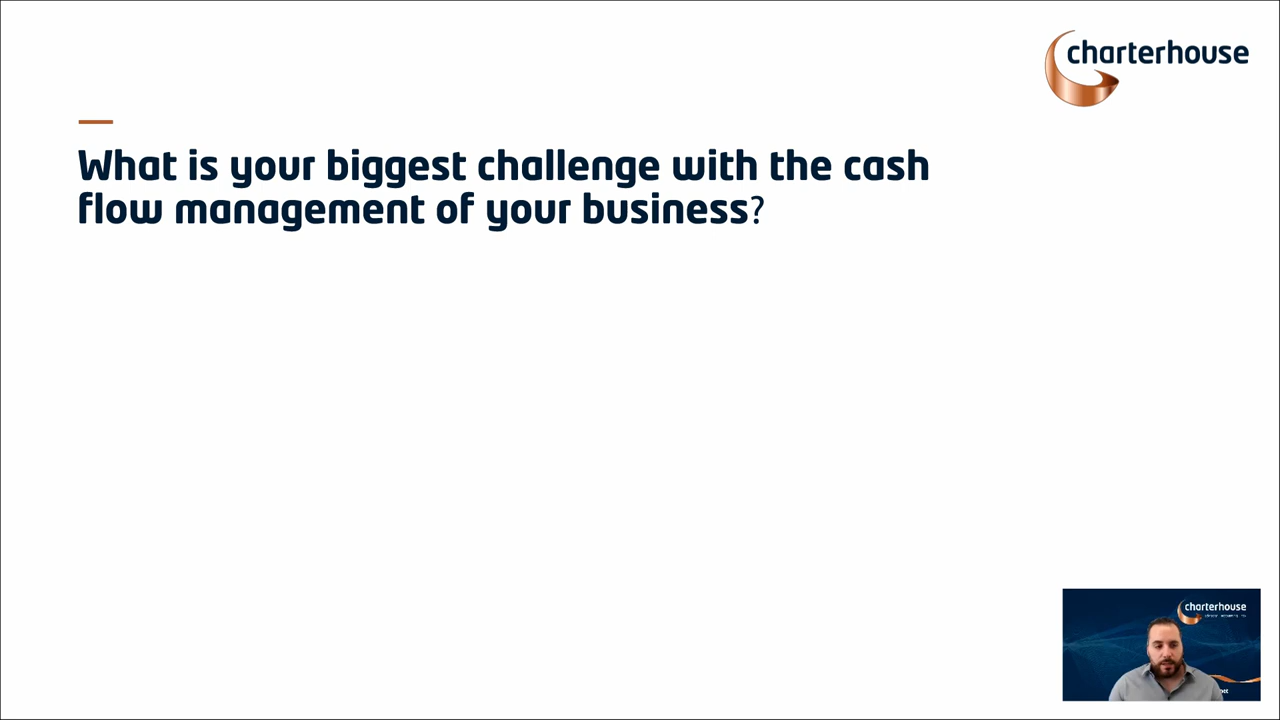 charterhouse
What is your biggest challenge with the cash
flow management of your business?
charterhouse